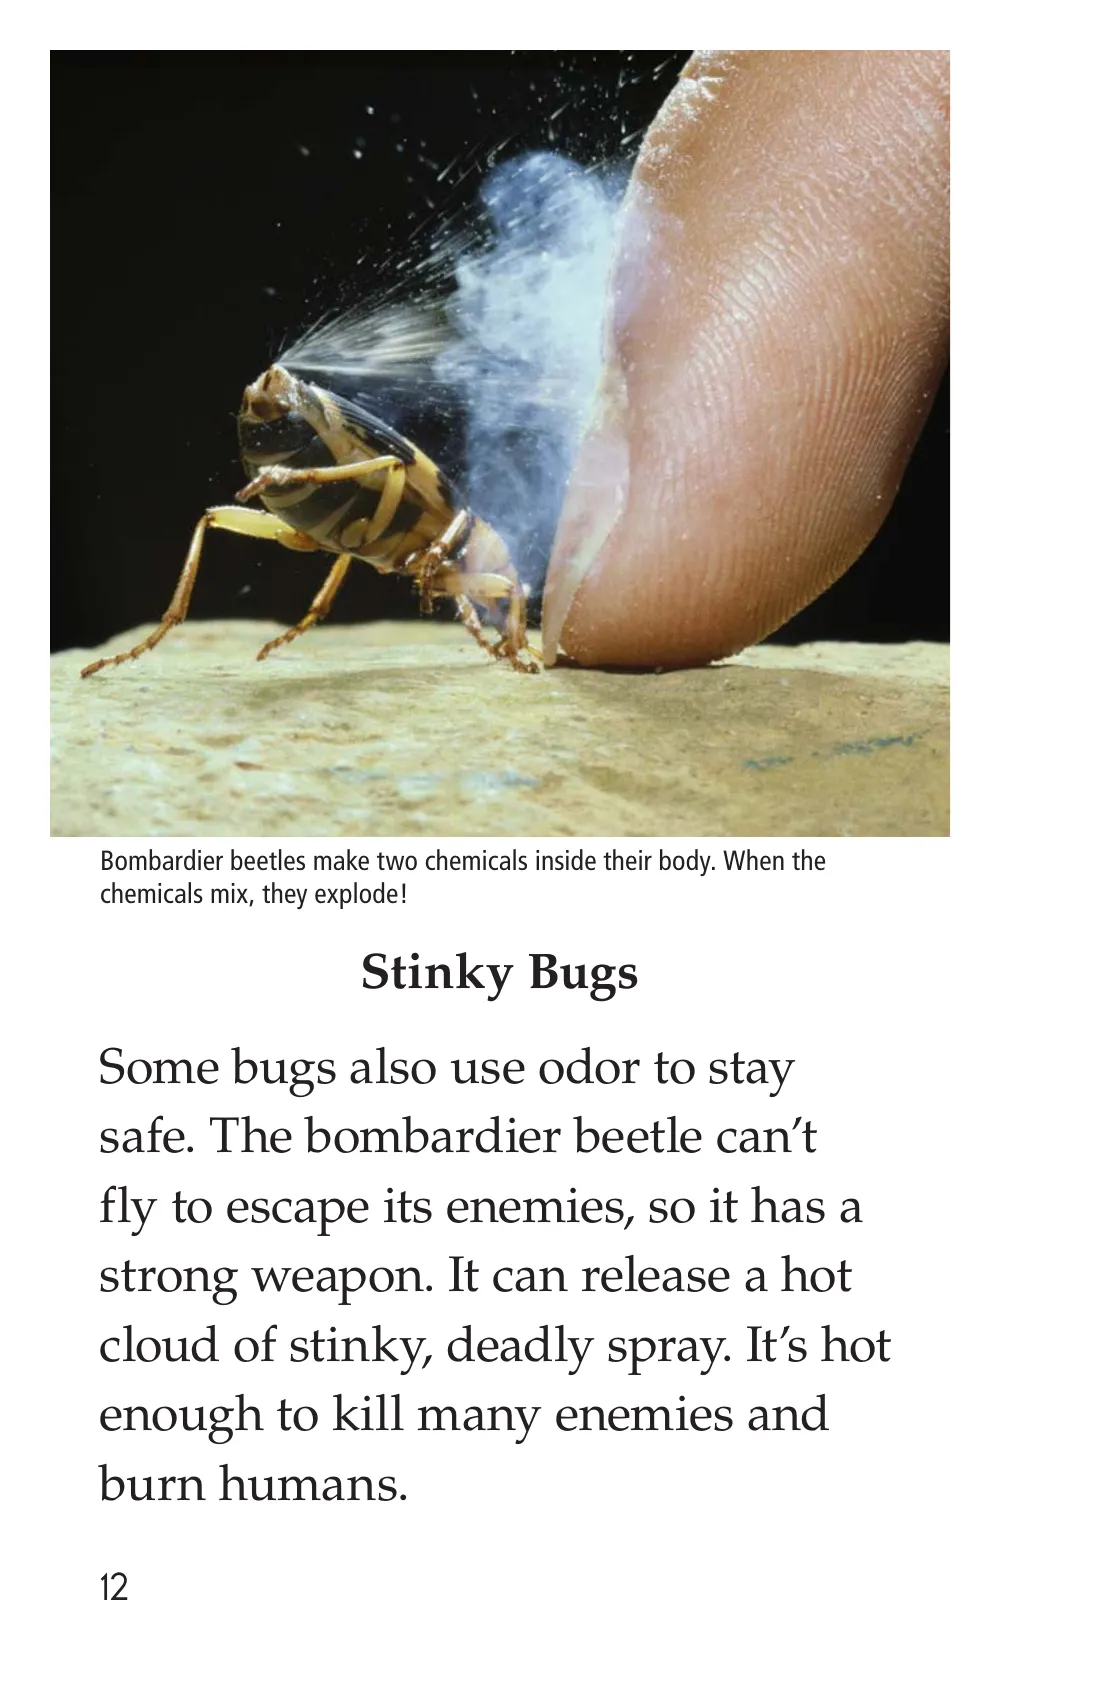 Bombardier beetles make two chemicals inside their body. When the
chemicals mix, they explode!
Stinky Bugs
Some bugs also use odor to stay
safe. The bombardier beetle can’t
fly to escape its enemies, so it has a
strong weapon. It can release a hot
cloud of stinky, deadly spray. It’s hot
enough to kill many enemies and
burn humans.
12